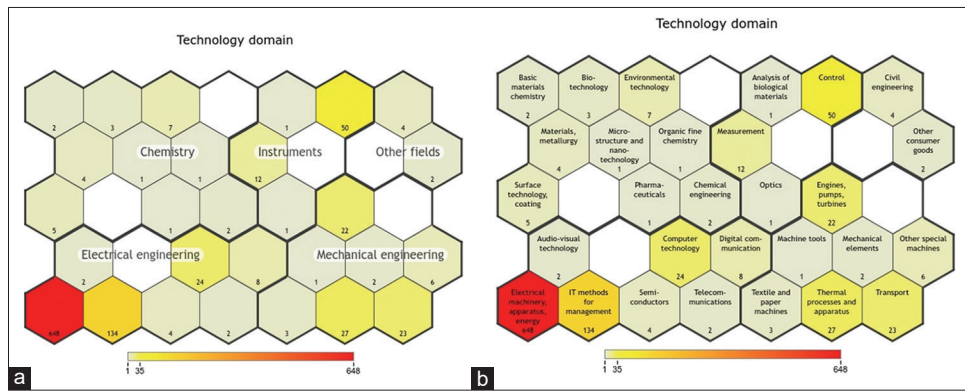 Technology domain
2
3
7
1
50
4
Chemistry
Instruments
Other fields
4
1
1
12
2
5
1
2
1
22
Electrical engineering
Mechanical engineering
2
24
8
1
2
6
648
134
4
2
3
27
23
1 35
648
a
Technology domain
Basic
materials
chemistry
2
Bio-
technology
3
Environmental
technology
7
Analysis of
biological
materials
1
Control
50
Civil
engineering
4
Materials,
metallurgy
4
Micro-
structure and
nano-
technology
1
Organic fine
chemistry
1
Measurement
12
Other
consumer
goods
2
Surface
technology,
coating
5
Pharma-
ceuticals
1
Chemical
engineering
2
Optics
1
Engines,
pumps,
turbines
22
Audio-visual
technology
2
Computer
technology
24
Digital com-
munication
8
Machine tools
1
Mechanical
elements
2
Other special
machines
6
Electrical
machinery,
apparatus,
energy
648
IT methods
for
management
134
Semi-
conductors
4
Telecom-
munications
2
Textile and
paper
machines
3
Thermal
processes and
apparatus
27
Transport
23
1 35
648
b